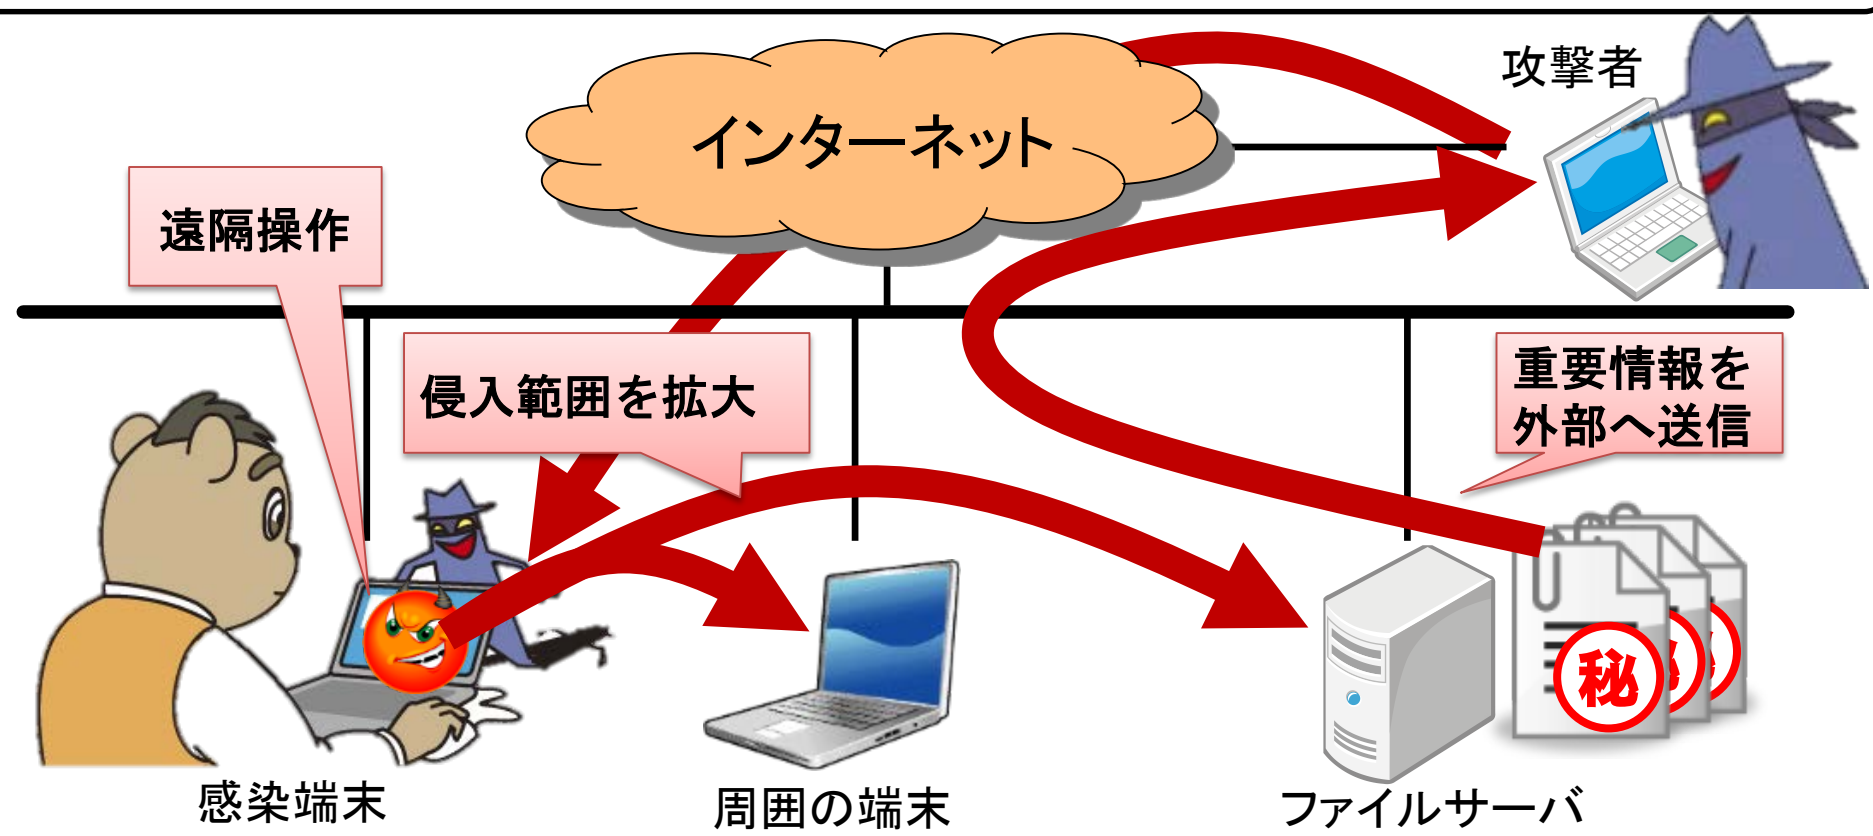 攻撃者
インターネット
遠隔操作
侵入範囲を拡大
重要情報を
外部へ送信
秘
感染端末
周囲の端末
ファイルサーバ